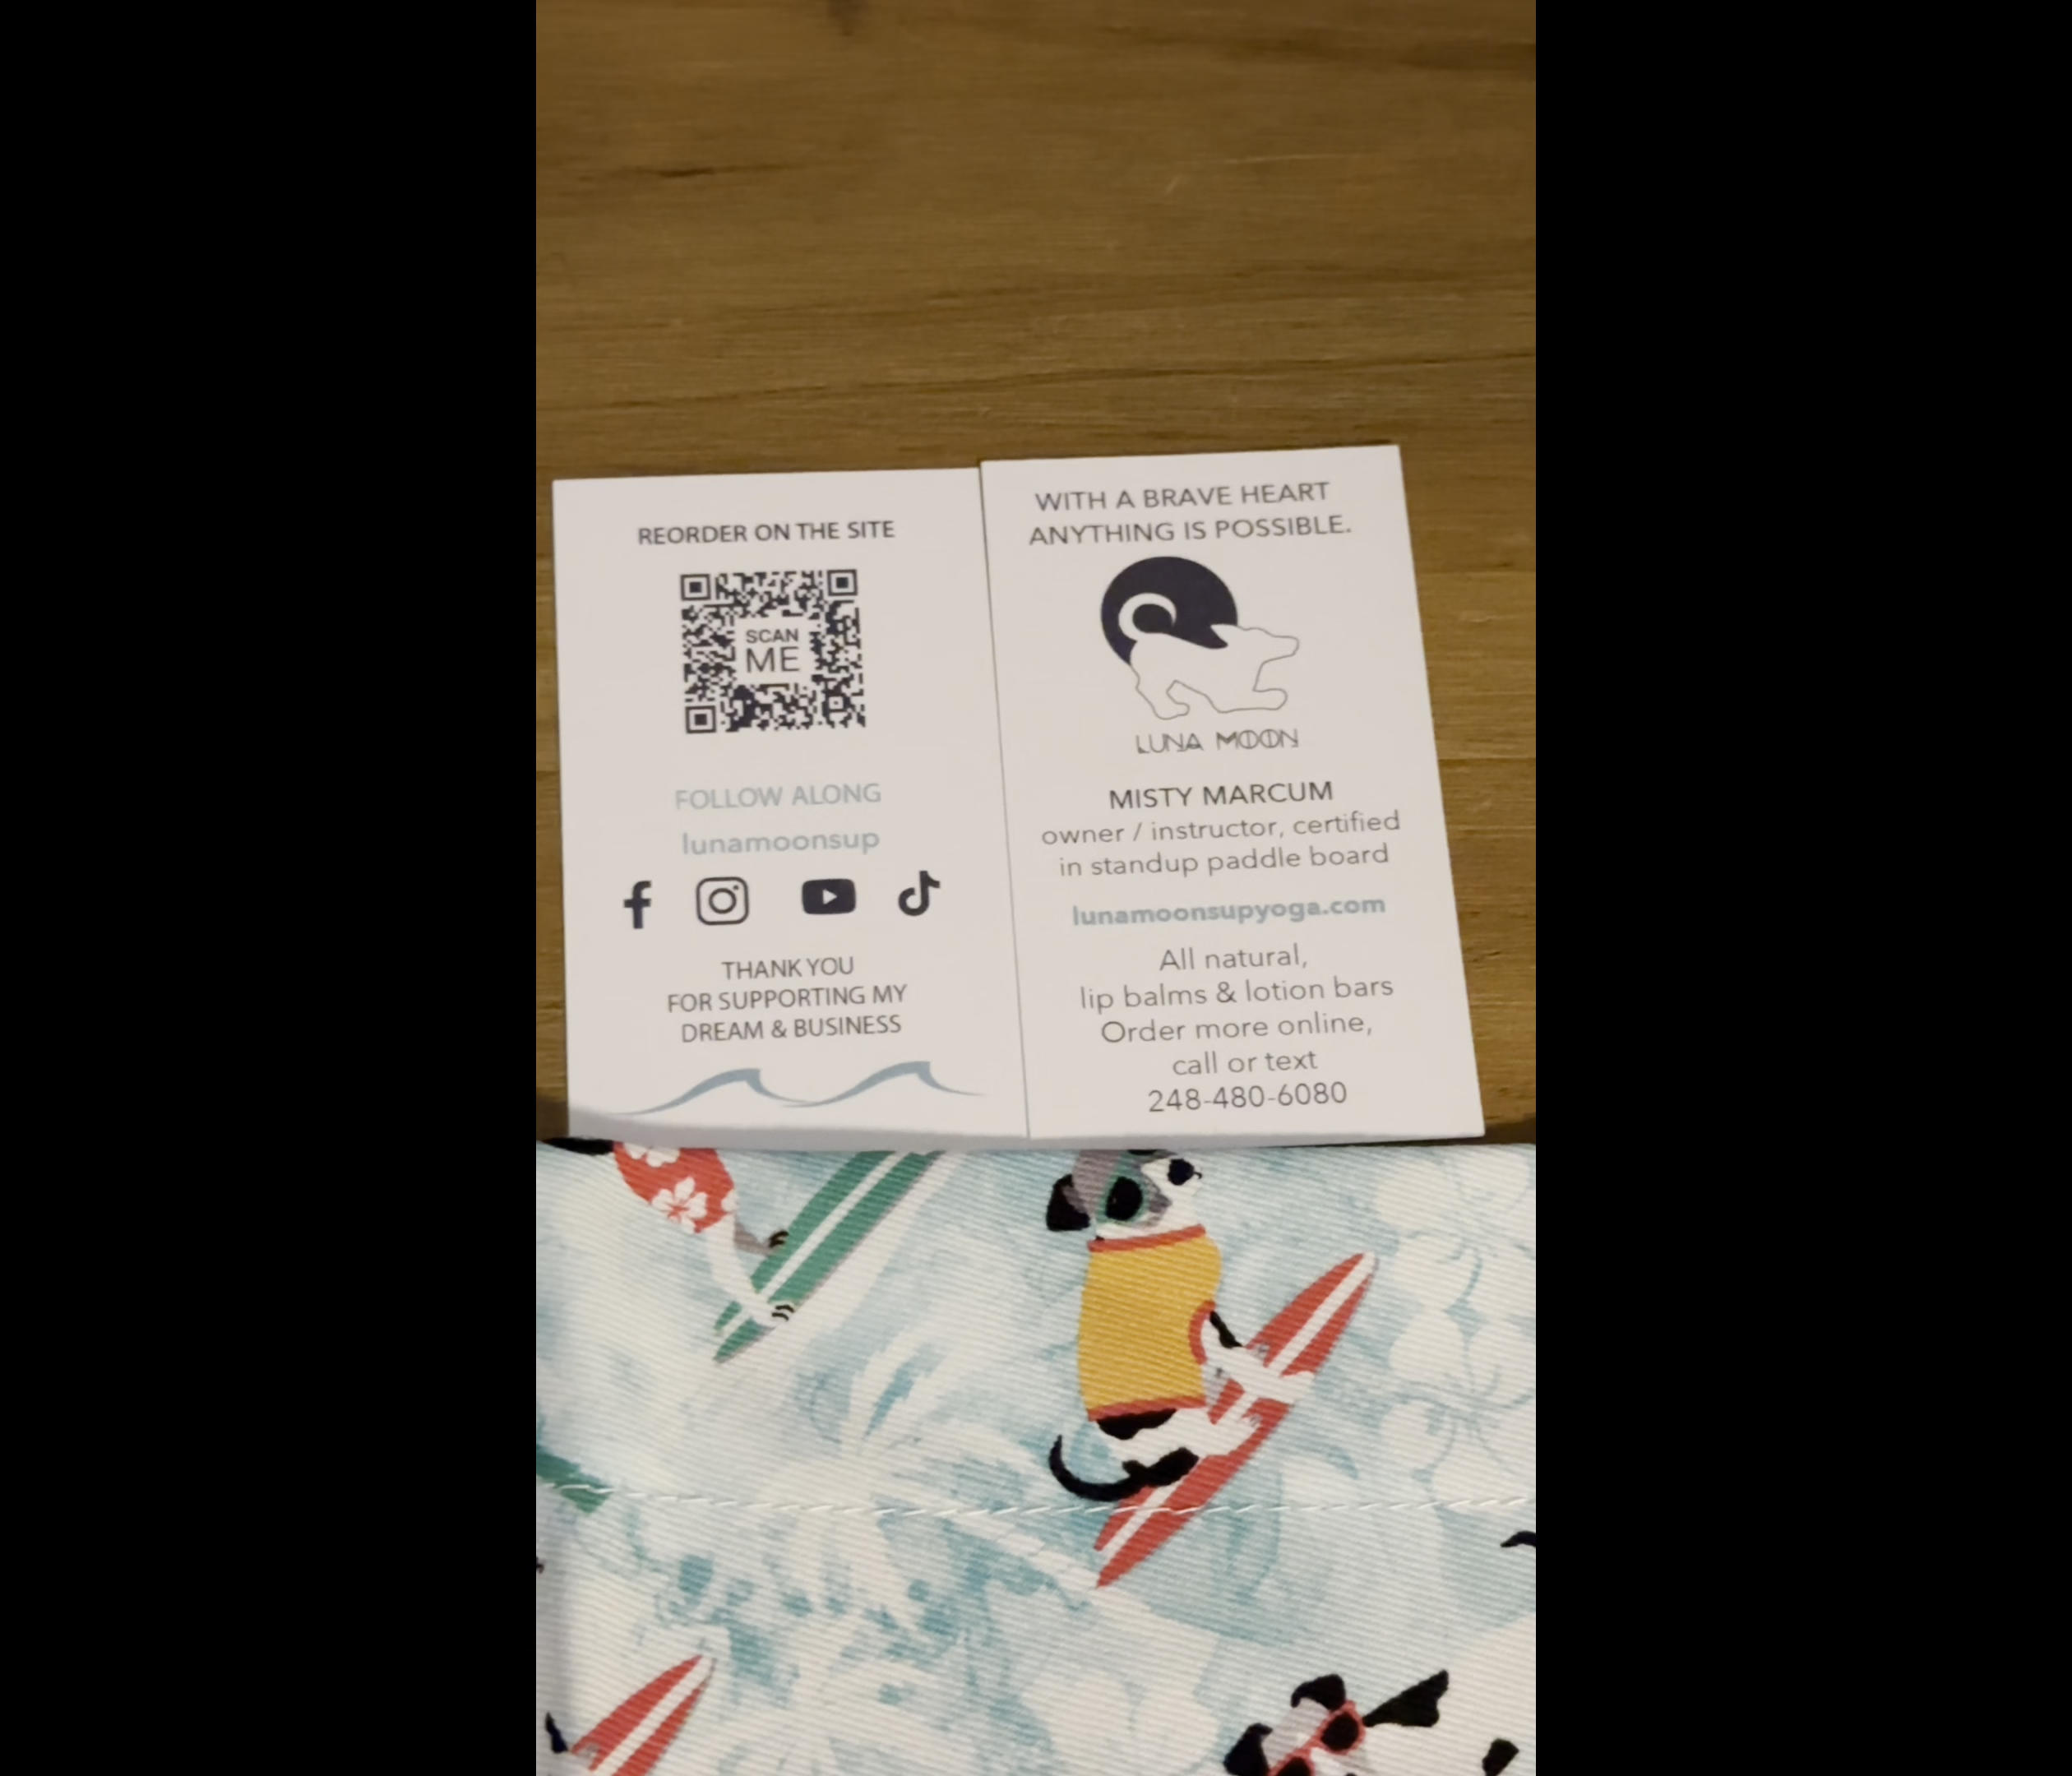 REORDER ON THE SITE
SCAN
ME
FOLLOW ALONG
lunamoonsup
THANK YOU
FOR SUPPORTING MY
DREAM & BUSINESS
WITH A BRAVE HEART
ANYTHING IS POSSIBLE.
LUNA MOON
MISTY MARCUM
owner / instructor, certified
in standup paddle board
lunamoonsupyoga.com
All natural,
lip balms & lotion bars
Order more online,
call or text
248-480-6080